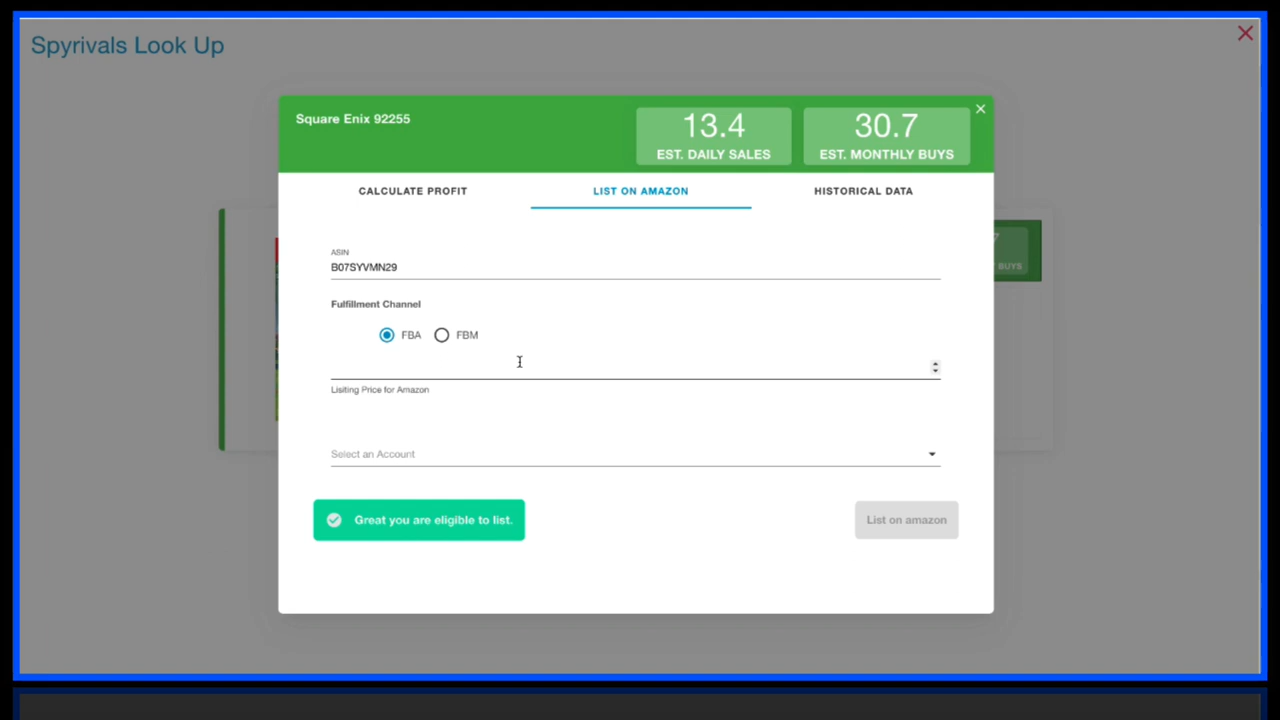 Spyrivals Look Up
Square Enix 92255
13.4
EST. DAILY SALES
30.7
EST. MONTHLY BUYS
CALCULATE PROFIT
LIST ON AMAZON
HISTORICAL DATA
7
BUYS
ASIN
B07SYVMN29
Fulfillment Channel
FBA
FBM
Lisiting Price for Amazon
Select an Account
Great you are eligible to list.
List on amazon